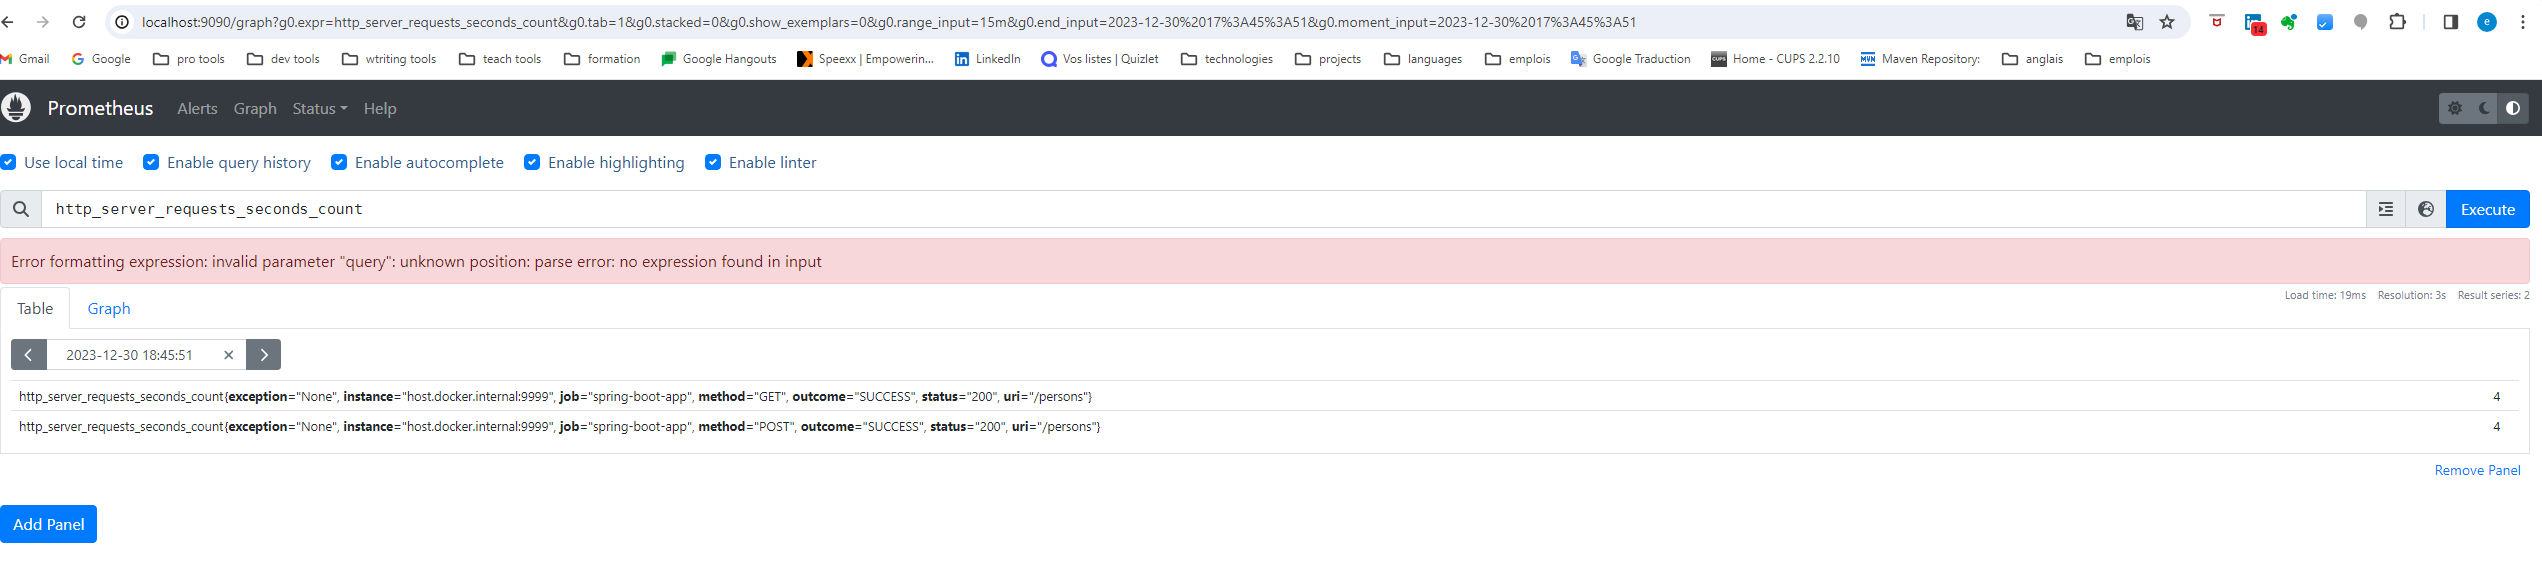 localhost:9090/graph?g0.expr=http_server_requests_seconds_count&g0.tab=1&g0.stacked=0&g0.show_exemplars=0&g0.range_input=15m&g0.end_input=2023-12-30%2017%3A45%3A51&g0.moment_input=2023-12-30%2017%3A45%3A51 14 e
Gmail Google pro tools dev tools wtriting tools teach tools formation Google Hangouts Speexx | Empowerin... LinkedIn Vos listes | Quizlet technologies projects languages emplois Google Traduction CUPS Home - CUPS 2.2.10 MVN Maven Repository: anglais emplois
Prometheus Alerts Graph Status Help
Use local time Enable query history Enable autocomplete Enable highlighting Enable linter
http_server_requests_seconds_count Execute
Error formatting expression: invalid parameter "query": unknown position: parse error: no expression found in input
Table Graph Load time: 19ms Resolution: 3s Result series: 2
2023-12-30 18:45:51
http_server_requests_seconds_count{exception="None", instance="host.docker.internal:9999", job="spring-boot-app", method="GET", outcome="SUCCESS", status="200", uri="/persons"} 4
http_server_requests_seconds_count{exception="None", instance="host.docker.internal:9999", job="spring-boot-app", method="POST", outcome="SUCCESS", status="200", uri="/persons"} 4
Remove Panel
Add Panel